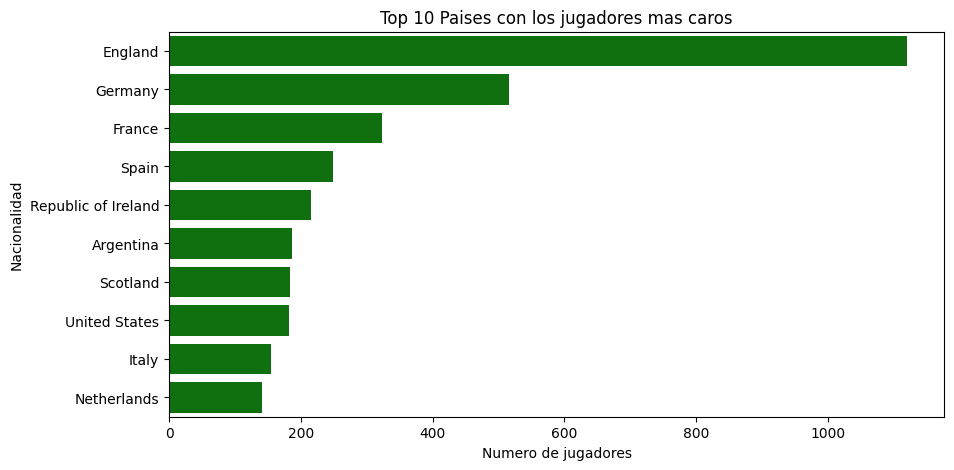 Top 10 Paises con los jugadores mas caros
Nacionalidad
England
Germany
France
Spain
Republic of Ireland
Argentina
Scotland
United States
Italy
Netherlands
0 200 400 600 800 1000
Numero de jugadores